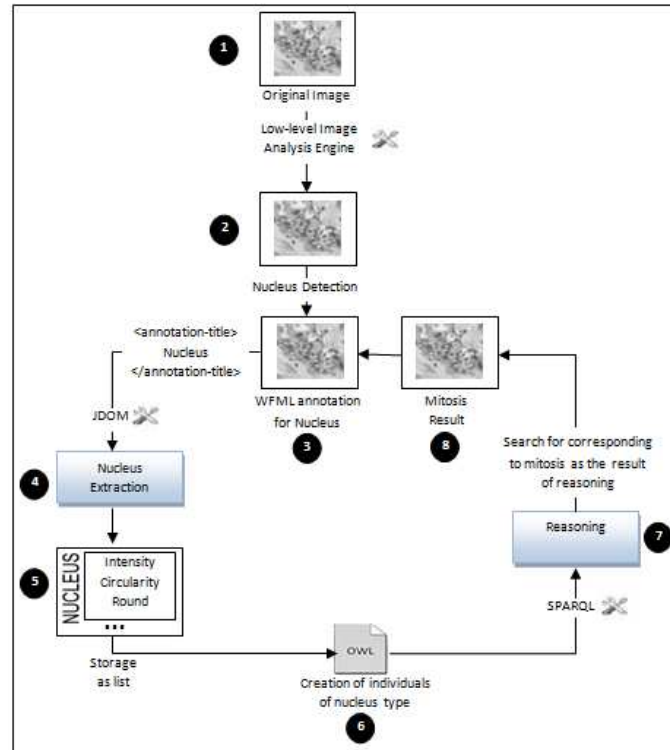 1
Original Image
Low-level Image
Analysis Engine
2
Nucleus Detection
<annotation-title>
Nucleus
</annotation-title>
WFML annotation
for Nucleus
3
Mitosis
Result
8
JDOM
4
Nucleus
Extraction
Search for corresponding
to mitosis as the result
of reasoning
Reasoning
7
5
NUCLEUS
Intensity
Circularity
Round
...
Storage
as list
OWL
Creation of individuals
of nucleus type
6
SPARQL